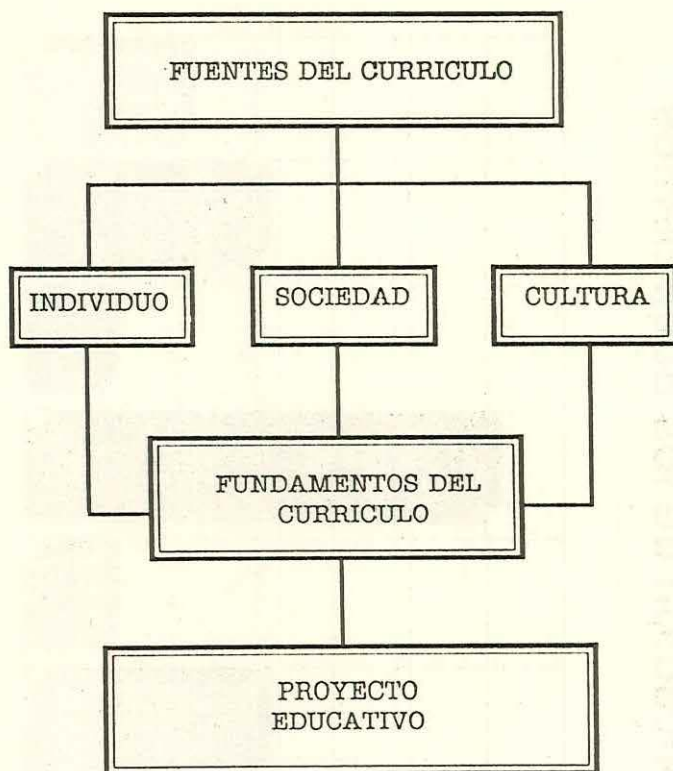 FUENTES DEL CURRICULO
INDIVIDUO
SOCIEDAD
CULTURA
FUNDAMENTOS DEL
CURRICULO
PROYECTO
EDUCATIVO